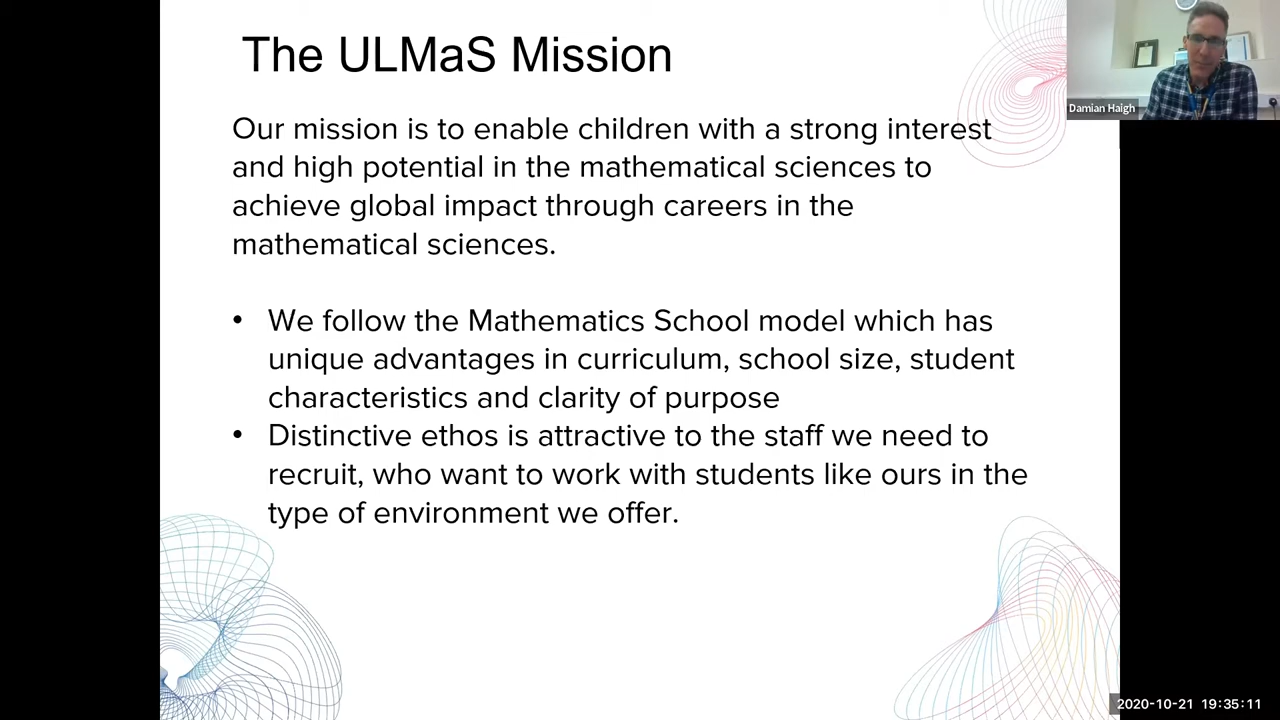 The ULMaS Mission
Damian Haigh
Our mission is to enable children with a strong interest
and high potential in the mathematical sciences to
achieve global impact through careers in the
mathematical sciences.
• We follow the Mathematics School model which has
unique advantages in curriculum, school size, student
characteristics and clarity of purpose
• Distinctive ethos is attractive to the staff we need to
recruit, who want to work with students like ours in the
type of environment we offer.
2020-10-21 19:35:11